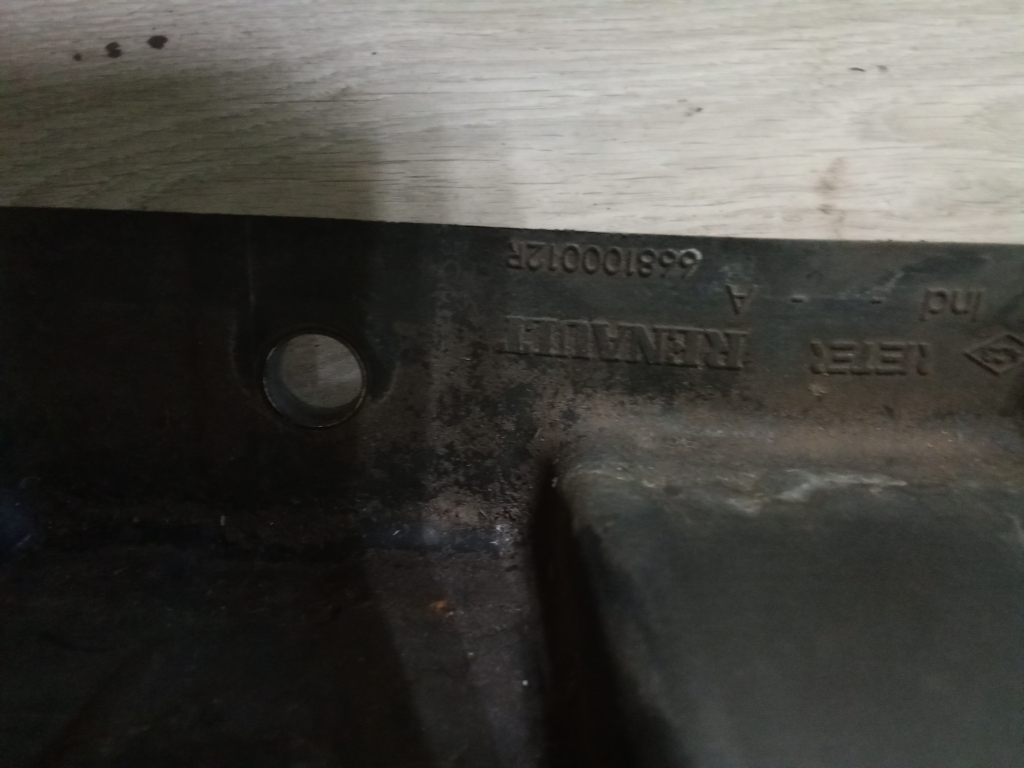 RENAULT
Ind - - A
668100012R